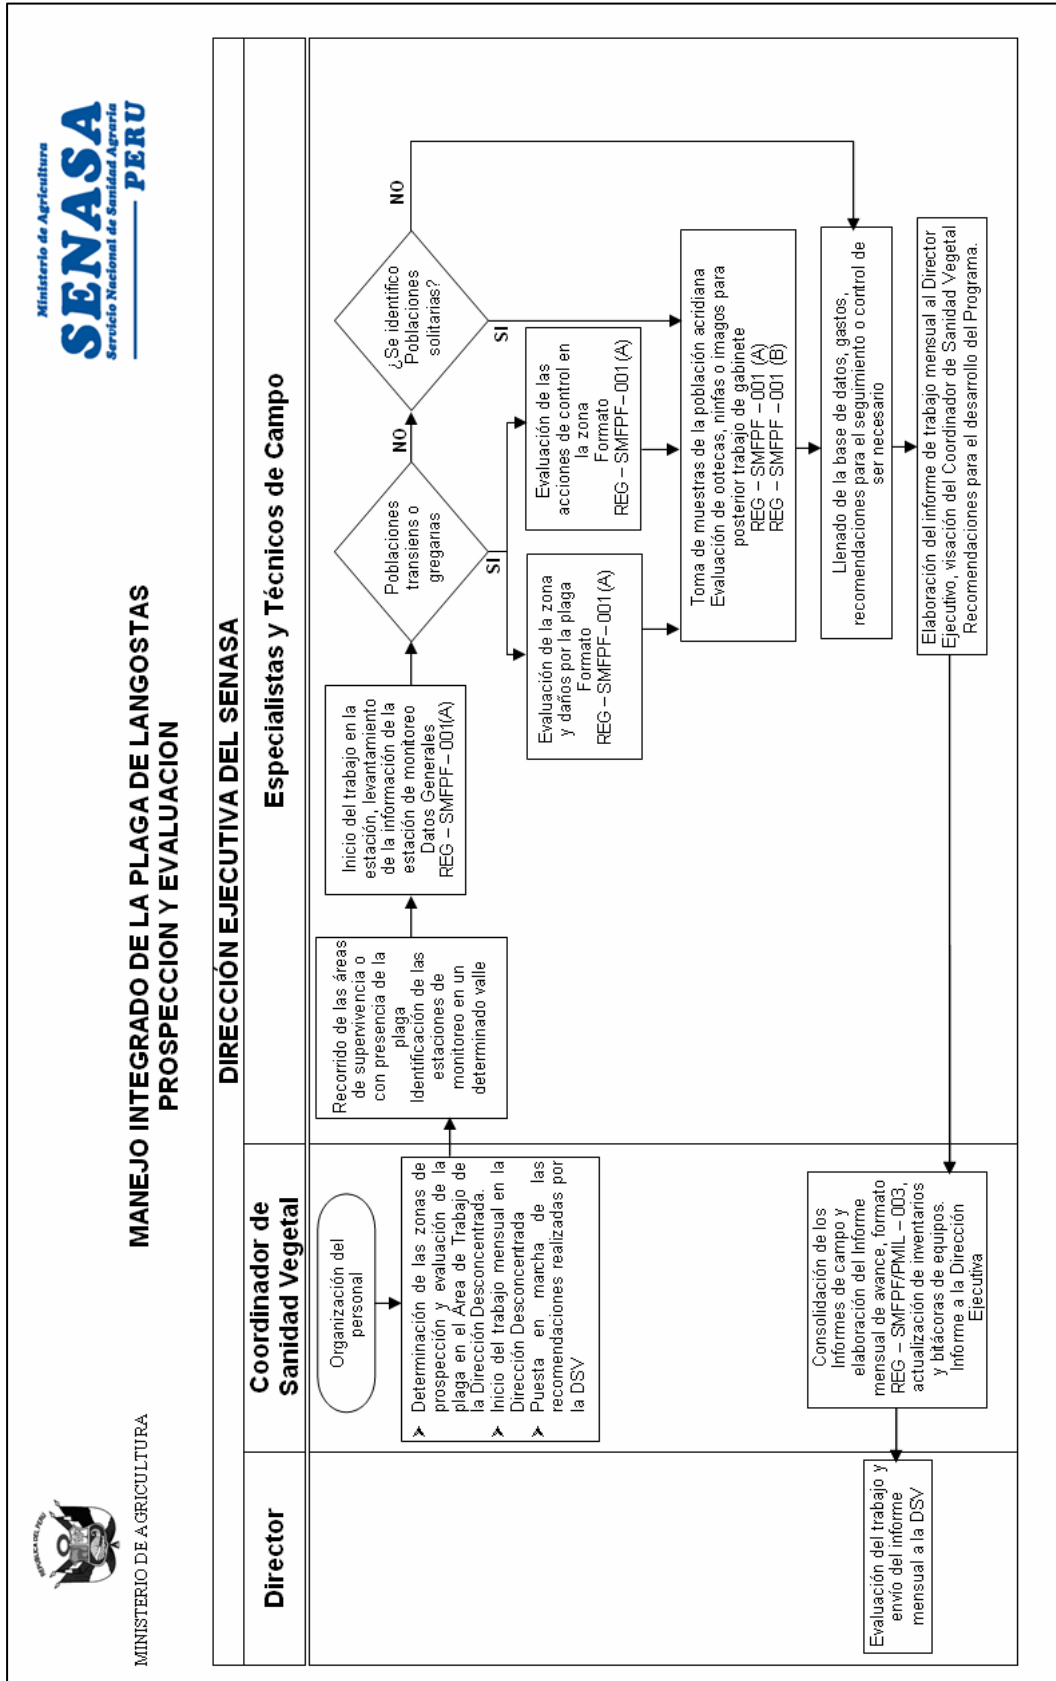 MINISTERIO DE AGRICULTURA
REPUBLICA DEL PERU
MANEJO INTEGRADO DE LA PLAGA DE LANGOSTAS
PROSPECCION Y EVALUACION
Ministerio de Agricultura
SENASA
Servicio Nacional de Sanidad Agraria
PERU
DIRECCIÓN EJECUTIVA DEL SENASA
Director
Coordinador de
Sanidad Vegetal
Especialistas y Técnicos de Campo
Organización del
personal
➤ Determinación de las zonas de
prospección y evaluación de la
plaga en el Área de Trabajo de
la Dirección Desconcentrada.
➤ Inicio del trabajo mensual en la
Dirección Desconcentrada
➤ Puesta en marcha de las
recomendaciones realizadas por
la DSV
Recorrido de las áreas
de supervivencia o
con presencia de la
plaga
Identificación de las
estaciones de
monitoreo en un
determinado valle
Inicio del trabajo en la
estación, levantamiento
de la información de la
estación de monitoreo
Datos Generales
REG – SMFPF – 001(A)
Poblaciones
transiens o
gregarias
NO
SI
¿Se identifico
Poblaciones
solitarias?
NO
SI
Evaluación de la zona
y daños por la plaga
Formato
REG – SMFPF – 001(A)
Evaluación de las
acciones de control en
la zona
Formato
REG – SMFPF – 001(A)
Toma de muestras de la población acridiana
Evaluación de ootecas, ninfas o imagos para
posterior trabajo de gabinete
REG – SMFPF – 001 (A)
REG – SMFPF – 001 (B)
Llenado de la base de datos, gastos,
recomendaciones para el seguimiento o control de
ser necesario
Elaboración del informe de trabajo mensual al Director
Ejecutivo, visación del Coordinador de Sanidad Vegetal
Recomendaciones para el desarrollo del Programa.
Consolidación de los
Informes de campo y
elaboración del Informe
mensual de avance, formato
REG – SMFPF/PMIL – 003,
actualización de inventarios
y bitácoras de equipos.
Informe a la Dirección
Ejecutiva
Evaluación del trabajo y
envío del informe
mensual a la DSV